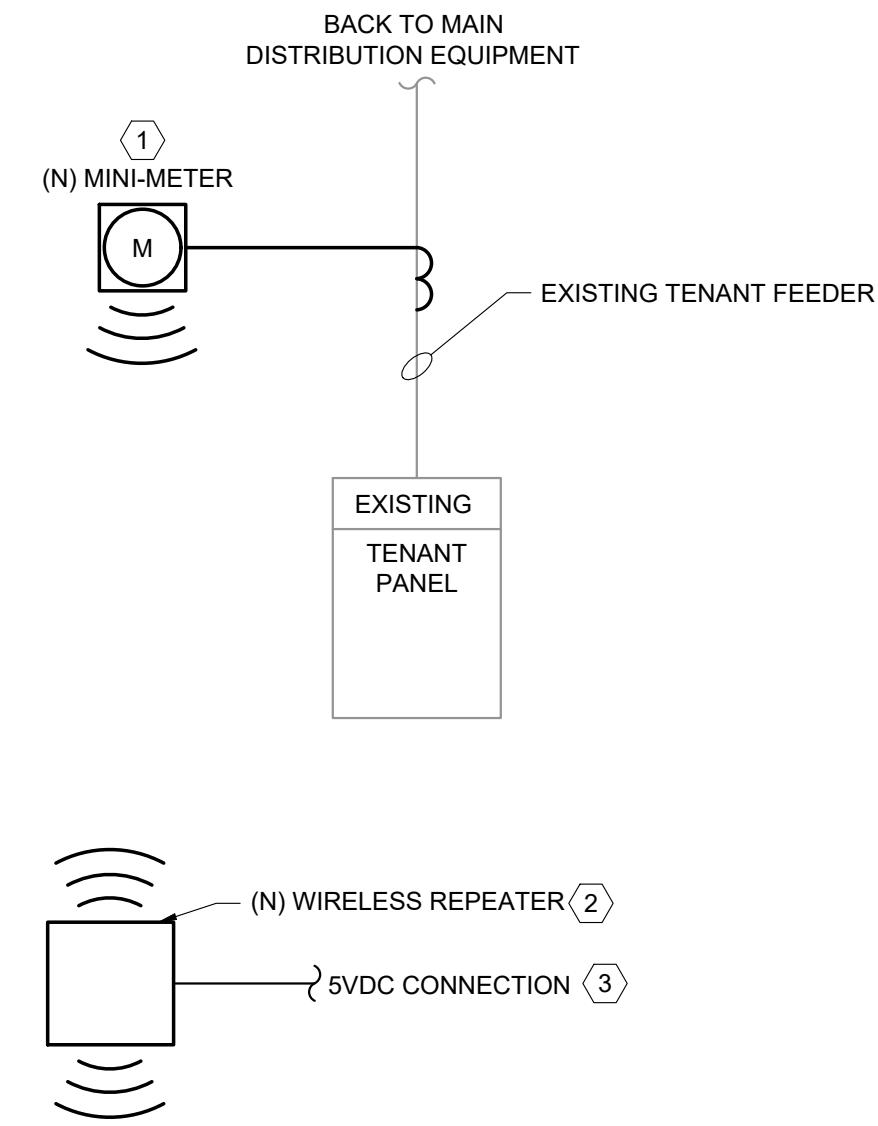 BACK TO MAIN
DISTRIBUTION EQUIPMENT
1
(N) MINI-METER
M
EXISTING TENANT FEEDER
EXISTING
TENANT
PANEL
(N) WIRELESS REPEATER 2
5VDC CONNECTION 3